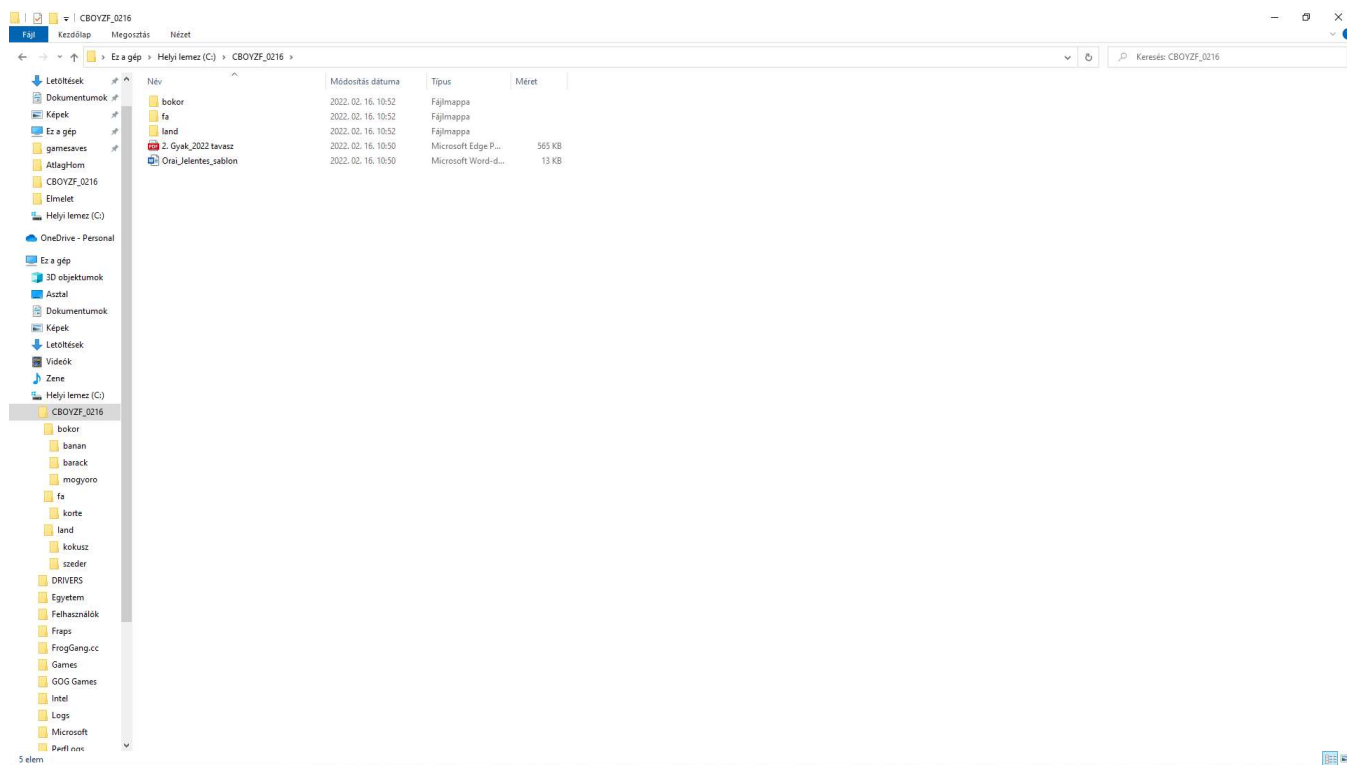 CBOYZF_0216
Fájl Kezdőlap Megosztás Nézet
Ez a gép › Helyi lemez (C:) › CBOYZF_0216 ›
Keresés: CBOYZF_0216
Letöltések
Dokumentumok
Képek
Ez a gép
gamesaves
AtlagHom
CBOYZF_0216
Elmelet
Helyi lemez (C:)
OneDrive - Personal
Ez a gép
3D objektumok
Asztal
Dokumentumok
Képek
Letöltések
Videók
Zene
Helyi lemez (C:)
CBOYZF_0216
bokor
banan
barack
mogyoro
fa
korte
land
kokusz
szeder
DRIVERS
Egyetem
Felhasználók
Fraps
FrogGang.cc
Games
GOG Games
Intel
Logs
Microsoft
PerfLogs
Név Módosítás dátuma Típus Méret
bokor 2022. 02. 16. 10:52 Fájlmappa
fa 2022. 02. 16. 10:52 Fájlmappa
land 2022. 02. 16. 10:52 Fájlmappa
2. Gyak_2022 tavasz 2022. 02. 16. 10:50 Microsoft Edge P... 565 KB
Orai_Jelentes_sablon 2022. 02. 16. 10:50 Microsoft Word-d... 13 KB
5 elem